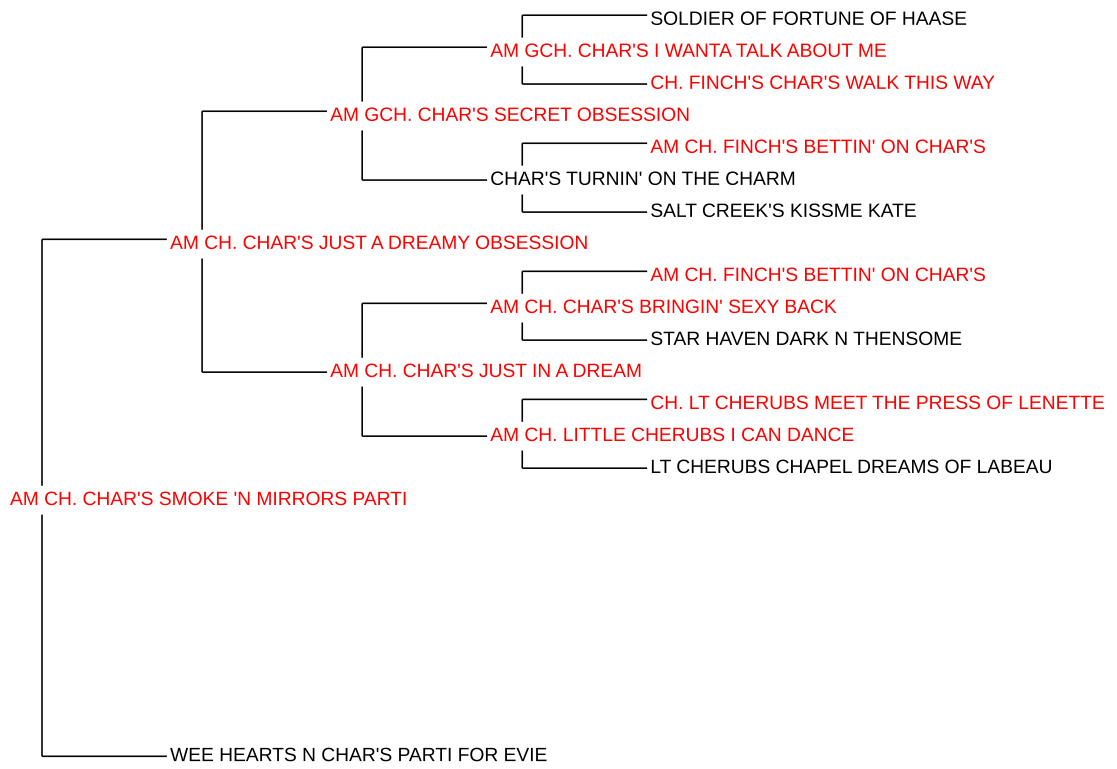 SOLDIER OF FORTUNE OF HAASE
AM GCH. CHAR'S I WANTA TALK ABOUT ME
CH. FINCH'S CHAR'S WALK THIS WAY
AM GCH. CHAR'S SECRET OBSESSION
AM CH. FINCH'S BETTIN' ON CHAR'S
CHAR'S TURNIN' ON THE CHARM
SALT CREEK'S KISSME KATE
AM CH. CHAR'S JUST A DREAMY OBSESSION
AM CH. FINCH'S BETTIN' ON CHAR'S
AM CH. CHAR'S BRINGIN' SEXY BACK
STAR HAVEN DARK N THENSOME
AM CH. CHAR'S JUST IN A DREAM
CH. LT CHERUBS MEET THE PRESS OF LENETTE
AM CH. LITTLE CHERUBS I CAN DANCE
LT CHERUBS CHAPEL DREAMS OF LABEAU
AM CH. CHAR'S SMOKE 'N MIRRORS PARTI
WEE HEARTS N CHAR'S PARTI FOR EVIE